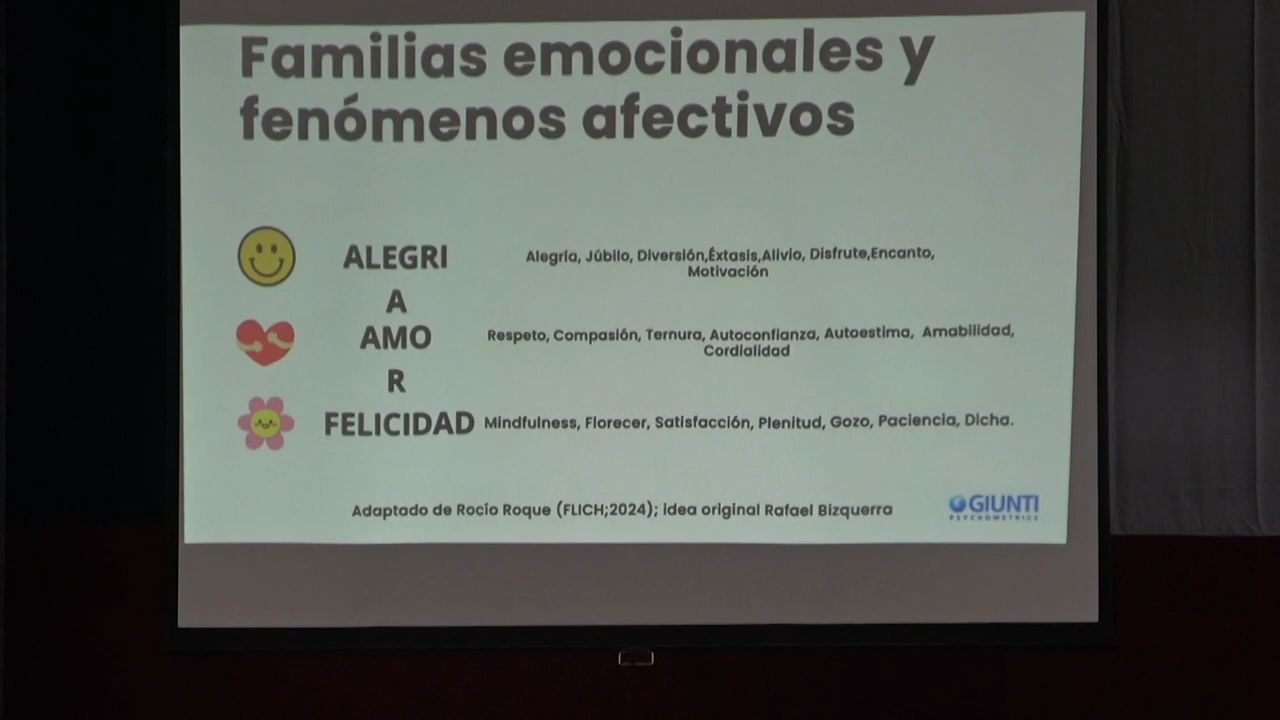 Familias emocionales y
fenómenos afectivos
ALEGRI
A
Alegría, Júbilo, Diversión,Éxtasis,Alivio, Disfrute,Encanto,
Motivación
AMO
R
Respeto, Compasión, Ternura, Autoconfianza, Autoestima, Amabilidad,
Cordialidad
FELICIDAD
Mindfulness, Florecer, Satisfacción, Plenitud, Gozo, Paciencia, Dicha.
Adaptado de Rocío Roque (FLICH;2024); idea original Rafael Bizquerra
GIUNTI
PSYCHOMETRICS